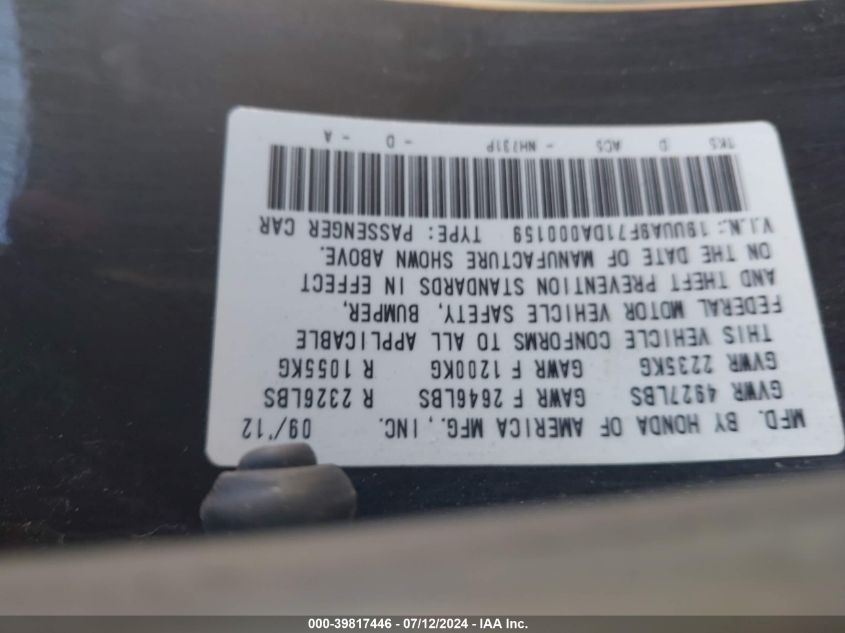 MFD. BY HONDA OF AMERICA MFG., INC. 09/'12
GVWR 4927LBS GAWR F 2646LBS R 2326LBS
GVWR 2235KG GAWR F 1200KG R 1055KG
THIS VEHICLE CONFORMS TO ALL APPLICABLE
FEDERAL MOTOR VEHICLE SAFETY, BUMPER,
AND THEFT PREVENTION STANDARDS IN EFFECT
ON THE DATE OF MANUFACTURE SHOWN ABOVE.
V.I.N.: 19UUA9F71DA000159 TYPE: PASSENGER CAR
TK5 D AC5 - NH731P - D - A
000-39817446 - 07/12/2024 - IAA Inc.